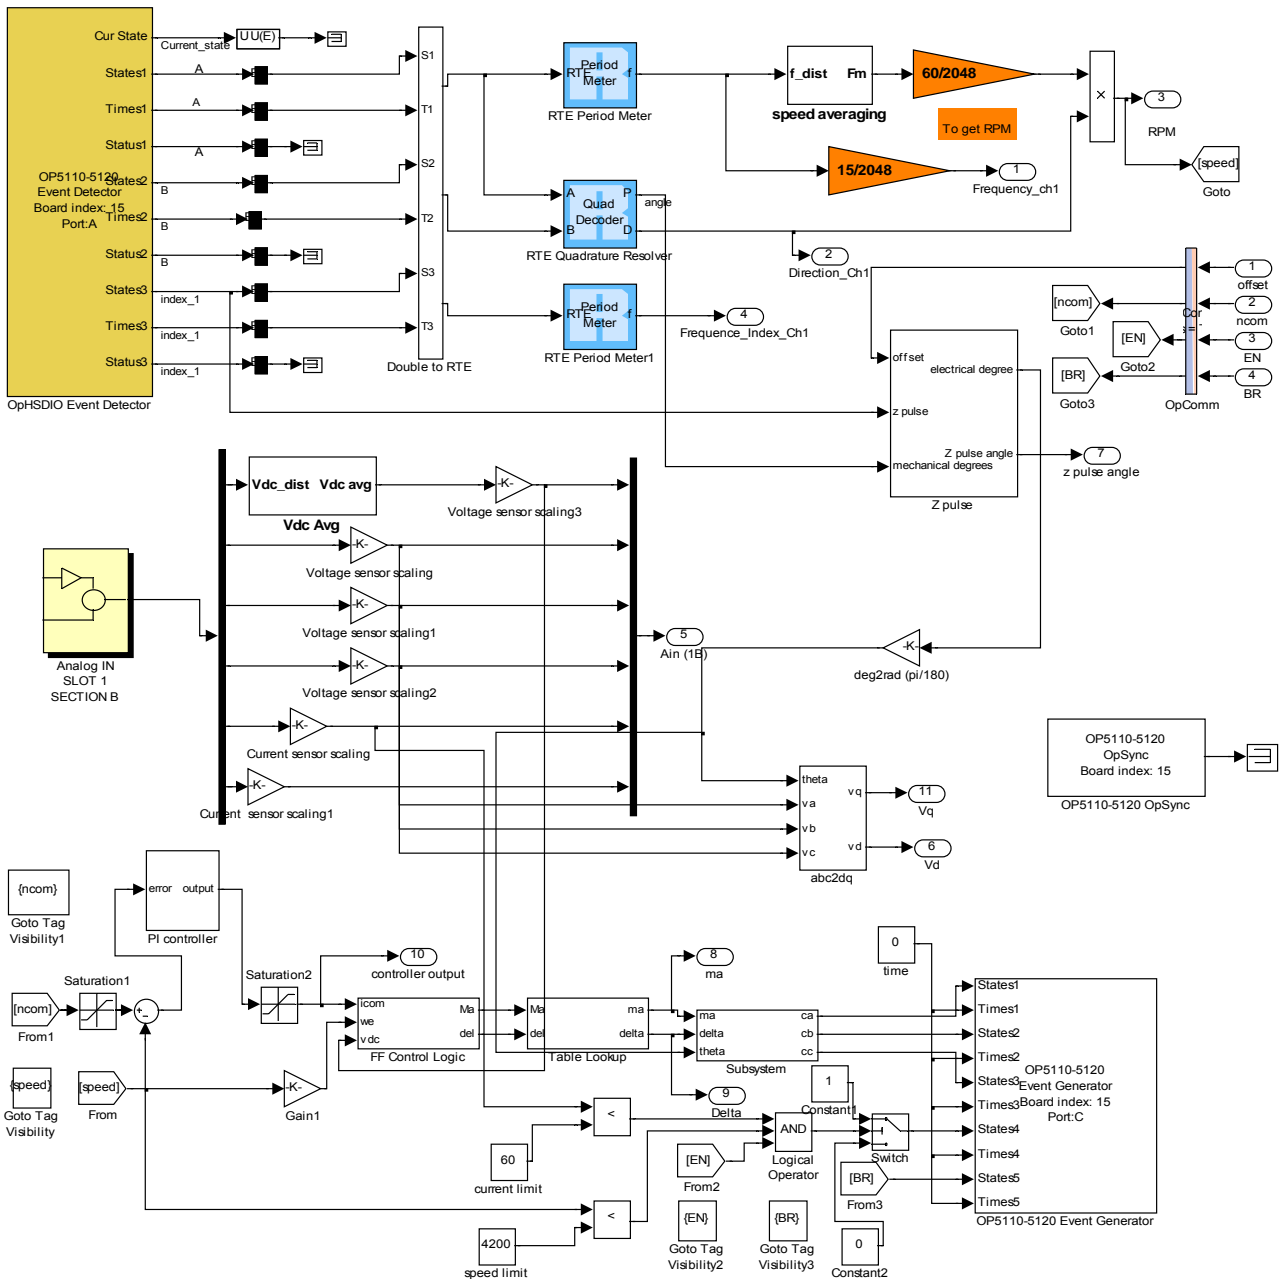 Cur State
Current_state
UU(E)
States1
A
Times1
A
Status1
A
OP5110-5120
Event Detector
Board index: 15
Port:A
States2
B
Times2
B
Status2
B
States3
index_1
Times3
index_1
Status3
index_1
OpHSDIO Event Detector
S1
T1
S2
T2
S3
T3
Double to RTE
RTE
Period
Meter
f
RTE Period Meter
f_dist
Fm
speed averaging
60/2048
To get RPM
15/2048
×
3
RPM
[speed]
Goto
1
Frequency_ch1
A
B
Quad
Decoder
P
D
angle
RTE Quadrature Resolver
2
Direction_Ch1
RTE
Period
Meter
f
RTE Period Meter1
4
Frequence_Index_Ch1
1
offset
2
ncom
3
EN
4
BR
OpComm
[ncom]
Goto1
[EN]
Goto2
[BR]
Goto3
offset
z pulse
mechanical degrees
electrical degree
Z pulse angle
Z pulse
7
z pulse angle
Vdc_dist
Vdc avg
Vdc Avg
-K-
Voltage sensor scaling3
-K-
Voltage sensor scaling
-K-
Voltage sensor scaling1
-K-
Voltage sensor scaling2
-K-
Current sensor scaling
-K-
Current sensor scaling1
Analog IN
SLOT 1
SECTION B
5
Ain (1B)
-K-
deg2rad (pi/180)
OP5110-5120
OpSync
Board index: 15
OP5110-5120 OpSync
theta
va
vb
vc
vq
vd
abc2dq
11
Vq
6
Vd
{ncom}
Goto Tag
Visibility1
error
output
PI controller
Saturation1
[ncom]
From1
+
-
Saturation2
10
controller output
icom
we
vdc
Ma
del
FF Control Logic
Ma
del
ma
delta
Table Lookup
8
ma
ma
delta
theta
ca
cb
cc
Subsystem
9
Delta
{speed}
Goto Tag
Visibility
[speed]
From
-K-
Gain1
0
time
States1
Times1
States2
Times2
States3
Times3
States4
Times4
States5
Times5
OP5110-5120
Event Generator
Board index: 15
Port:C
OP5110-5120 Event Generator
<
60
current limit
<
4200
speed limit
[EN]
From2
AND
Logical
Operator
1
Constant1
Switch
[BR]
From3
{EN}
Goto Tag
Visibility2
{BR}
Goto Tag
Visibility3
0
Constant2